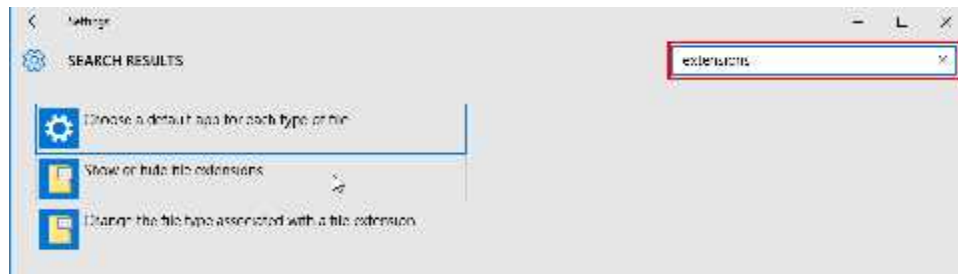 Settings
SEARCH RESULTS
extensions
Choose a default app for each type of file
Show or hide file extensions
Change the file type associated with a file extension